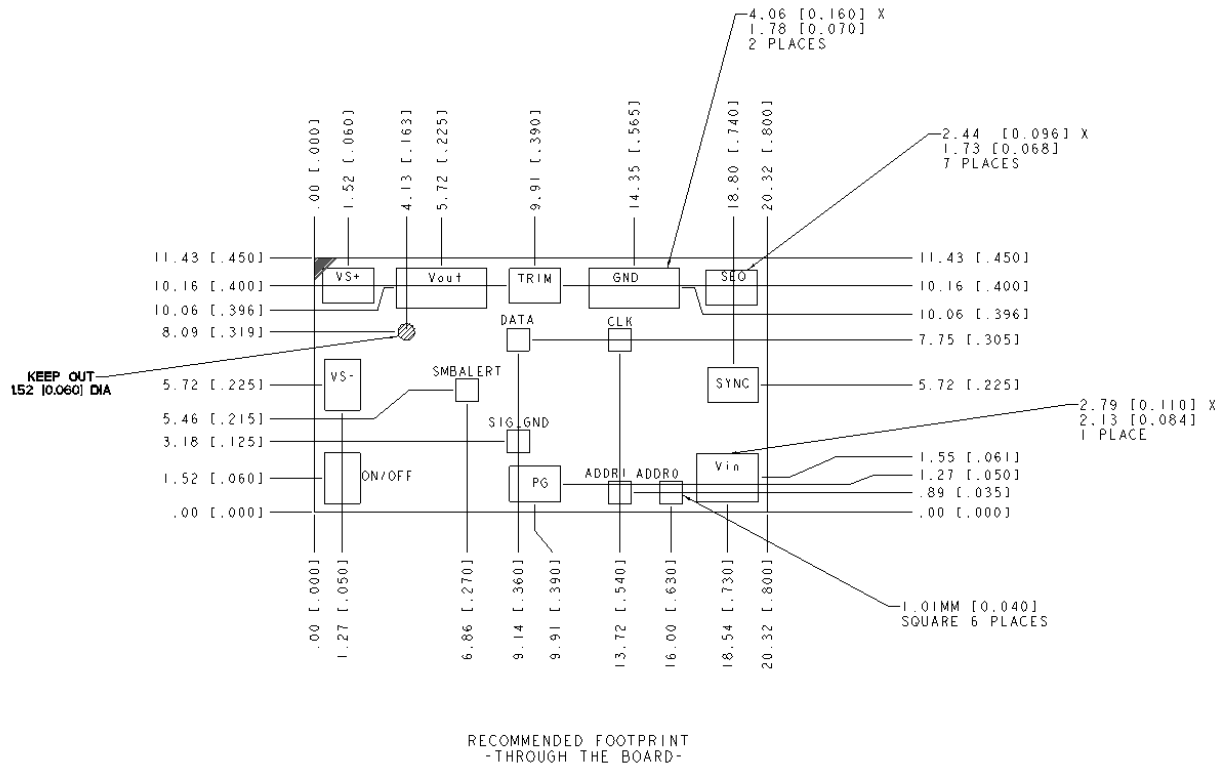 4.06 [0.160] X
1.78 [0.070]
2 PLACES
.00 [.000]
1.52 [.060]
4.13 [.163]
5.72 [.225]
9.91 [.390]
14.35 [.565]
18.80 [.740]
20.32 [.800]
2.44 [0.096] X
1.73 [0.068]
7 PLACES
11.43 [.450]
10.16 [.400]
10.06 [.396]
8.09 [.319]
KEEP OUT
1.52 [0.060] DIA
5.72 [.225]
5.46 [.215]
3.18 [.125]
1.52 [.060]
.00 [.000]
VS+
Vout
TRIM
GND
SEQ
DATA
CLK
VS-
SMBALERT
SYNC
SIG_GND
ON/OFF
PG
ADDR1
ADDR0
Vin
11.43 [.450]
10.16 [.400]
10.06 [.396]
7.75 [.305]
5.72 [.225]
2.79 [0.110] X
2.13 [0.084]
1 PLACE
1.55 [.061]
1.27 [.050]
.89 [.035]
.00 [.000]
.00 [.000]
1.27 [.050]
6.86 [.270]
9.14 [.360]
9.91 [.390]
13.72 [.540]
16.00 [.630]
18.54 [.730]
20.32 [.800]
1.01MM [0.040]
SQUARE 6 PLACES
RECOMMENDED FOOTPRINT
-THROUGH THE BOARD-